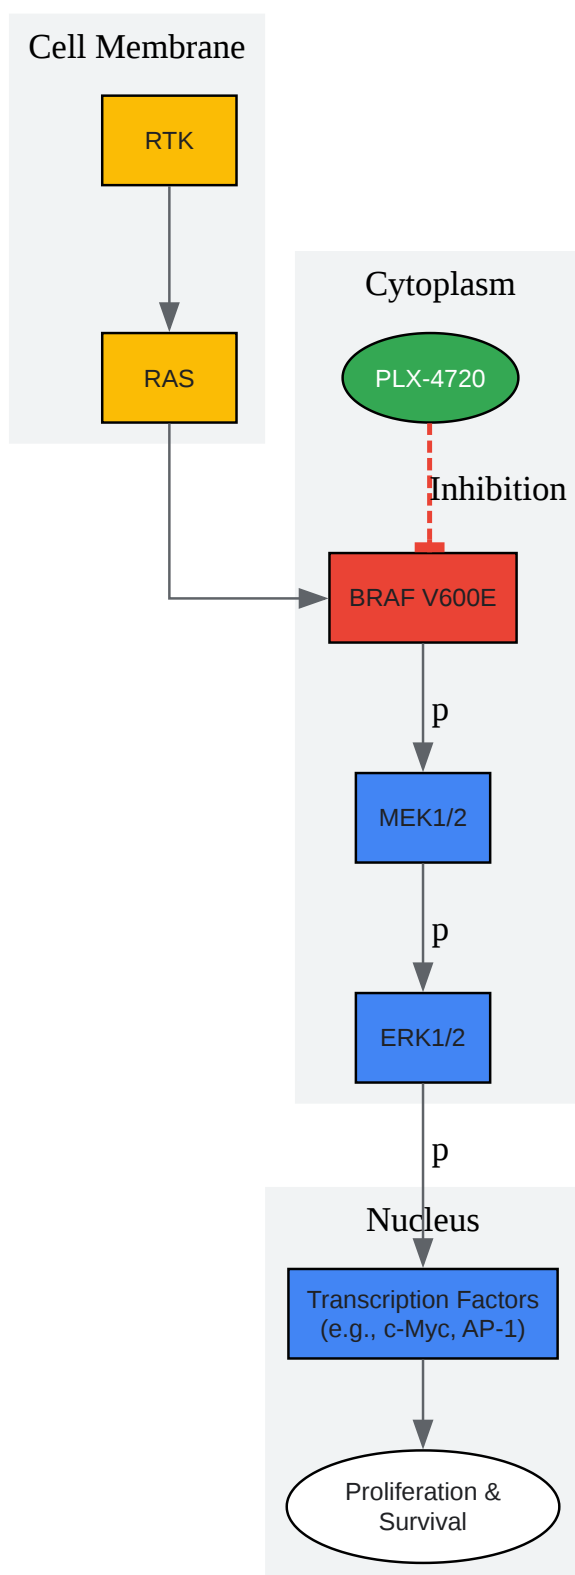 Cell Membrane
RTK
RAS
Cytoplasm
PLX-4720
Inhibition
BRAF V600E
p
MEK1/2
p
ERK1/2
p
Nucleus
Transcription Factors
(e.g., c-Myc, AP-1)
Proliferation &
Survival